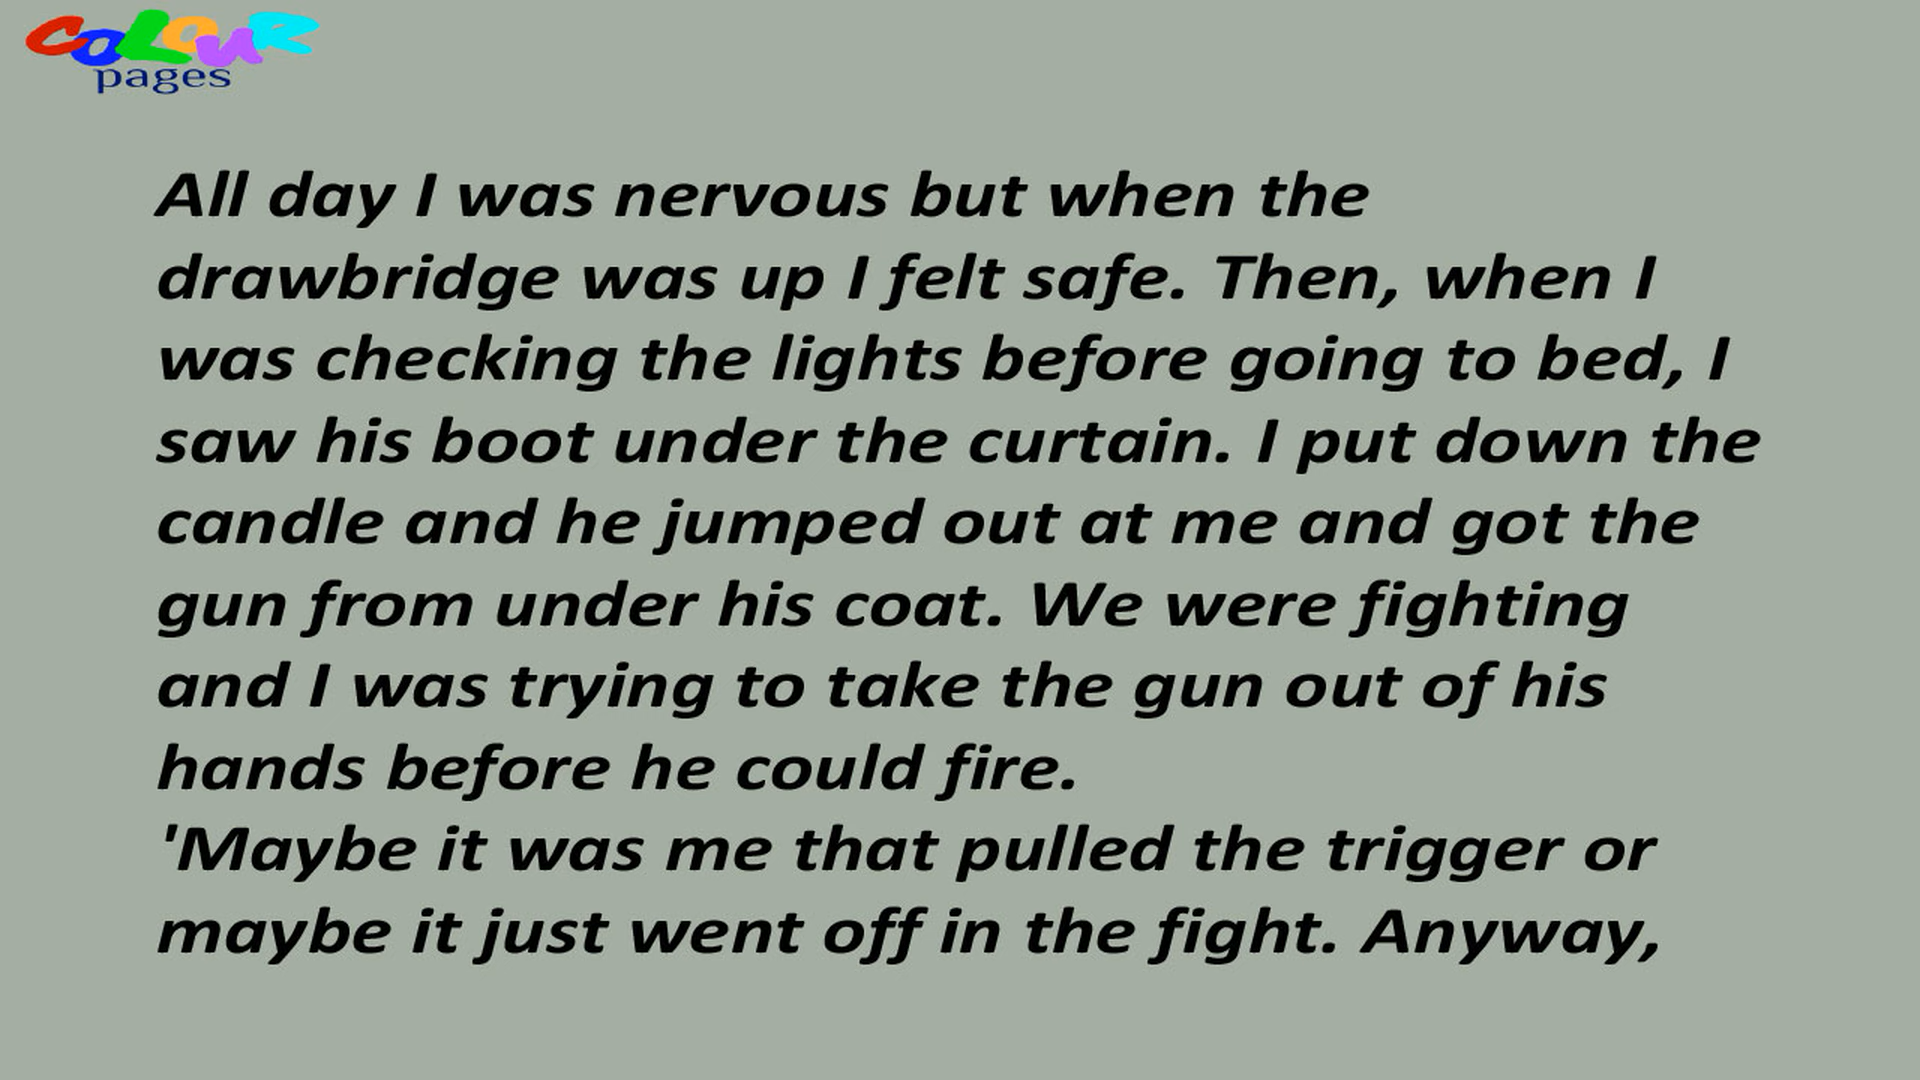 CoLouR
pages
All day I was nervous but when the
drawbridge was up I felt safe. Then, when I
was checking the lights before going to bed, I
saw his boot under the curtain. I put down the
candle and he jumped out at me and got the
gun from under his coat. We were fighting
and I was trying to take the gun out of his
hands before he could fire.
'Maybe it was me that pulled the trigger or
maybe it just went off in the fight. Anyway,